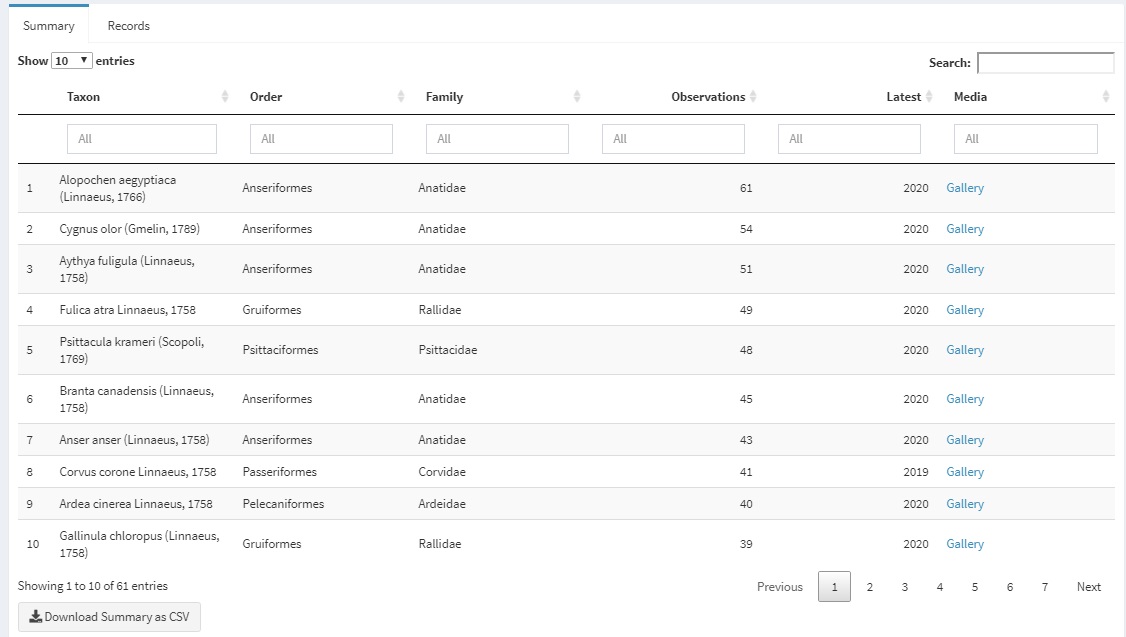 Summary Records
Show 10 entries Search:
Taxon Order Family Observations Latest Media
All All All All All All
1 Alopochen aegyptiaca (Linnaeus, 1766) Anseriformes Anatidae 61 2020 Gallery
2 Cygnus olor (Gmelin, 1789) Anseriformes Anatidae 54 2020 Gallery
3 Aythya fuligula (Linnaeus, 1758) Anseriformes Anatidae 51 2020 Gallery
4 Fulica atra Linnaeus, 1758 Gruiformes Rallidae 49 2020 Gallery
5 Psittacula krameri (Scopoli, 1769) Psittaciformes Psittacidae 48 2020 Gallery
6 Branta canadensis (Linnaeus, 1758) Anseriformes Anatidae 45 2020 Gallery
7 Anser anser (Linnaeus, 1758) Anseriformes Anatidae 43 2020 Gallery
8 Corvus corone Linnaeus, 1758 Passeriformes Corvidae 41 2019 Gallery
9 Ardea cinerea Linnaeus, 1758 Pelecaniformes Ardeidae 40 2020 Gallery
10 Gallinula chloropus (Linnaeus, 1758) Gruiformes Rallidae 39 2020 Gallery
Showing 1 to 10 of 61 entries Previous 1 2 3 4 5 6 7 Next
Download Summary as CSV